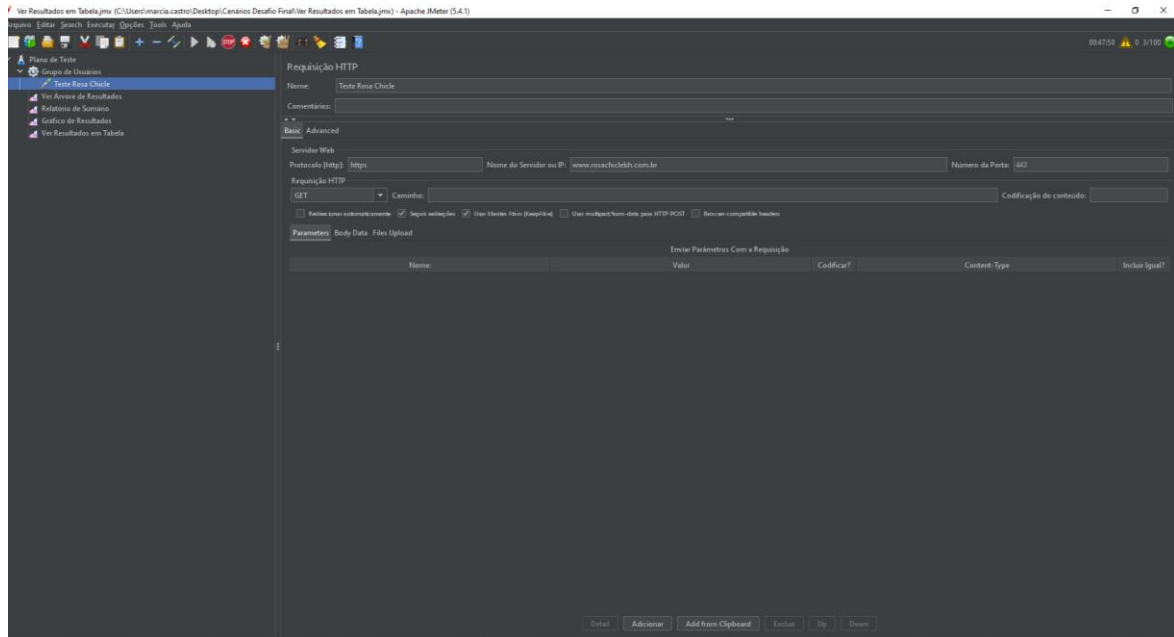 Ver Resultados em Tabela.jmx (C:\Users\marcia.castro\Desktop\Cenários Desafio Final\Ver Resultados em Tabela.jmx) - Apache JMeter (5.4.1)
Arquivo Editar Search Executar Opções Tools Ajuda
00:47:50 0 3/100
Plano de Teste
Grupo de Usuários
Teste Rosa Chicle
Ver Árvore de Resultados
Relatório de Sumário
Gráfico de Resultados
Ver Resultados em Tabela
Requisição HTTP
Nome: Teste Rosa Chicle
Comentários:
Basic Advanced
Servidor Web
Protocolo [http]: https Nome do Servidor ou IP: www.rosachiclebh.com.br Número da Porta: 443
Requisição HTTP
GET Caminho: Codificação do conteúdo:
Redirecionar automaticamente Seguir redireções Usar Manter Ativo (KeepAlive) Usar multipart/form-data para HTTP POST Browser-compatible headers
Parameters Body Data Files Upload
Enviar Parâmetros Com a Requisição
Nome: Valor Codificar? Content-Type Incluir Igual?
Detail Adicionar Add from Clipboard Excluir Up Down